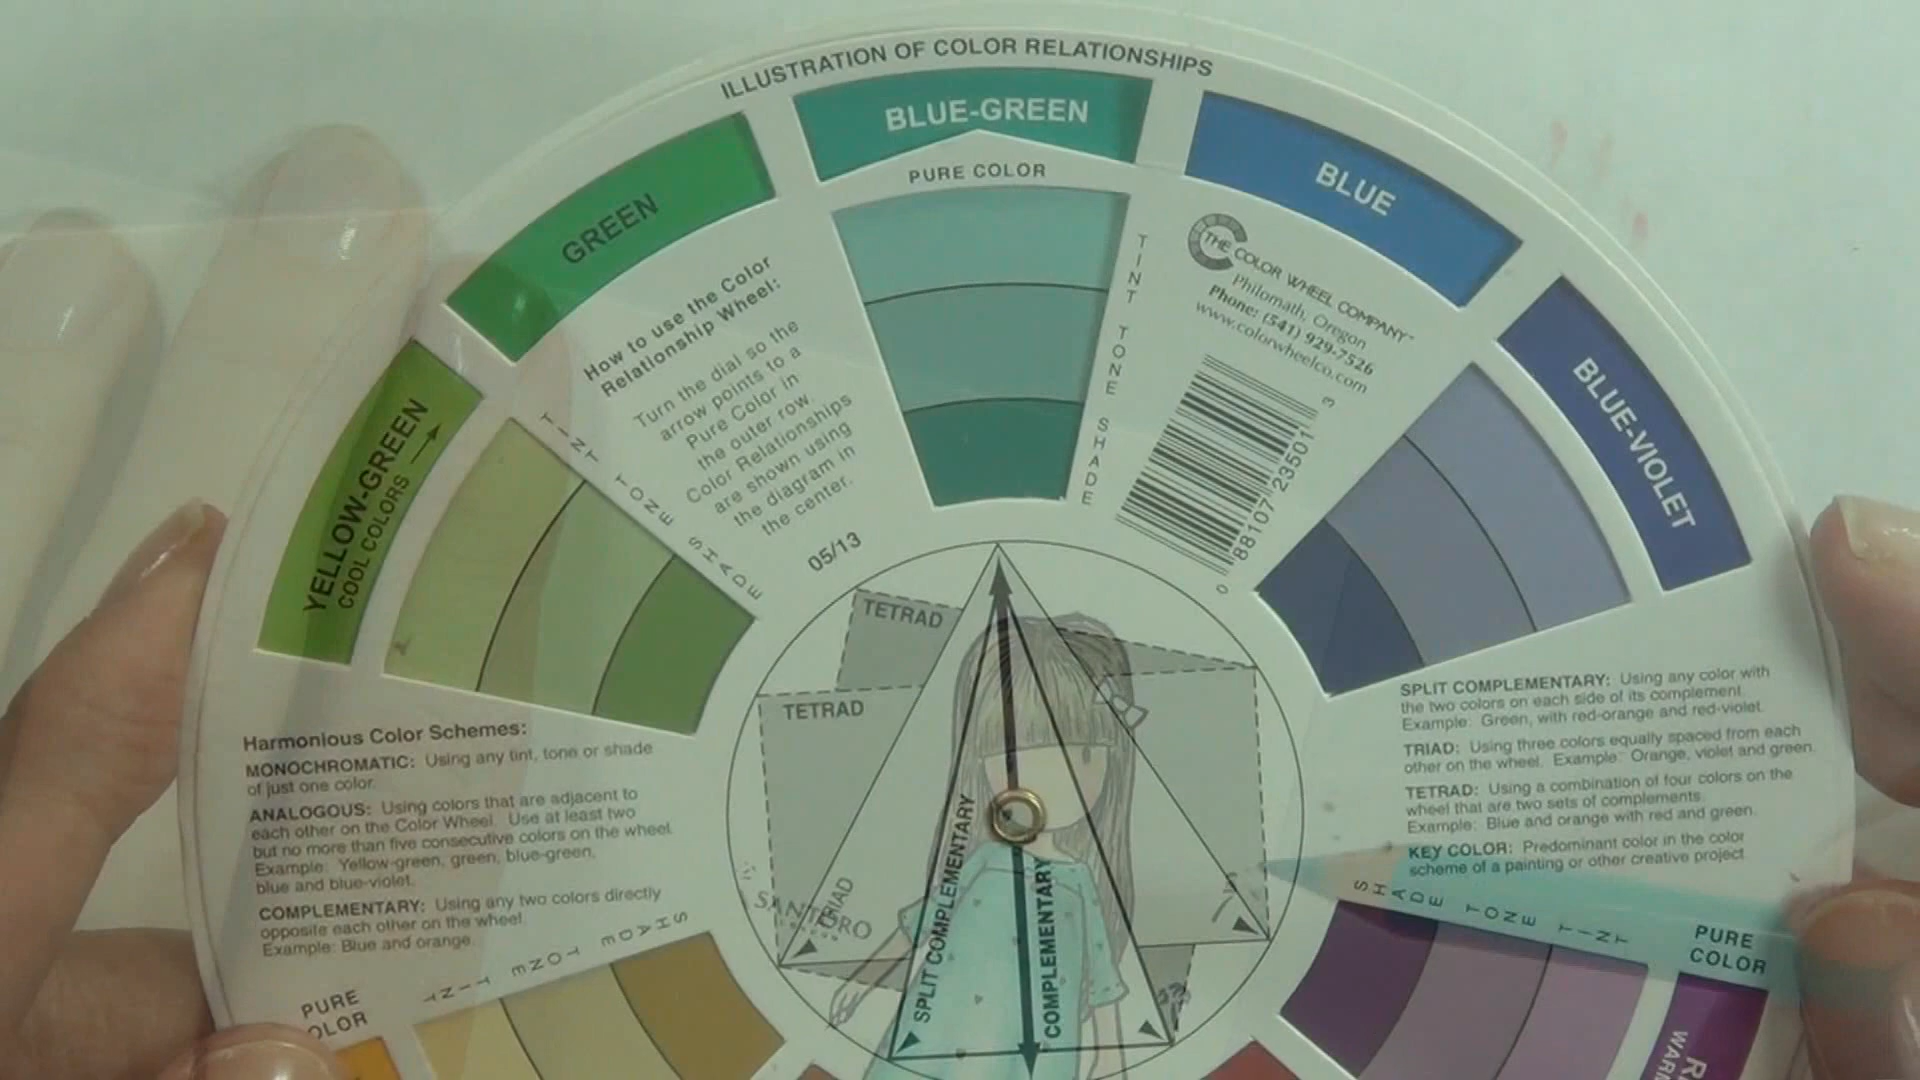 ILLUSTRATION OF COLOR RELATIONSHIPS
YELLOW-GREEN
COOL COLORS
GREEN
BLUE-GREEN
BLUE
BLUE-VIOLET
PURE COLOR
TINT TONE SHADE
TINT TONE SHADE
How to use the Color
Relationship Wheel:
Turn the dial so the
arrow points to a
Pure Color in
the outer row.
Color Relationships
are shown using
the diagram in
the center.
05/13
THE COLOR WHEEL COMPANY
Philomath, Oregon
Phone: (541) 929-7526
www.colorwheelco.com
0 88107 23501 3
Harmonious Color Schemes:
MONOCHROMATIC: Using any tint, tone or shade
of just one color.
ANALOGOUS: Using colors that are adjacent to
each other on the Color Wheel. Use at least two
but no more than five consecutive colors on the wheel.
Example: Yellow-green, green, blue-green,
blue and blue-violet.
COMPLEMENTARY: Using any two colors directly
opposite each other on the wheel.
Example: Blue and orange.
SPLIT COMPLEMENTARY: Using any color with
the two colors on each side of its complement.
Example: Green, with red-orange and red-violet.
TRIAD: Using three colors equally spaced from each
other on the wheel. Example: Orange, violet and green.
TETRAD: Using a combination of four colors on the
wheel that are two sets of complements.
Example: Blue and orange with red and green.
KEY COLOR: Predominant color in the color
scheme of a painting or other creative project.
TETRAD
TETRAD
TRIAD
SANTORO
SPLIT COMPLEMENTARY
COMPLEMENTARY
SHADE TONE TINT
SHADE TONE TINT
PURE
COLOR
PURE